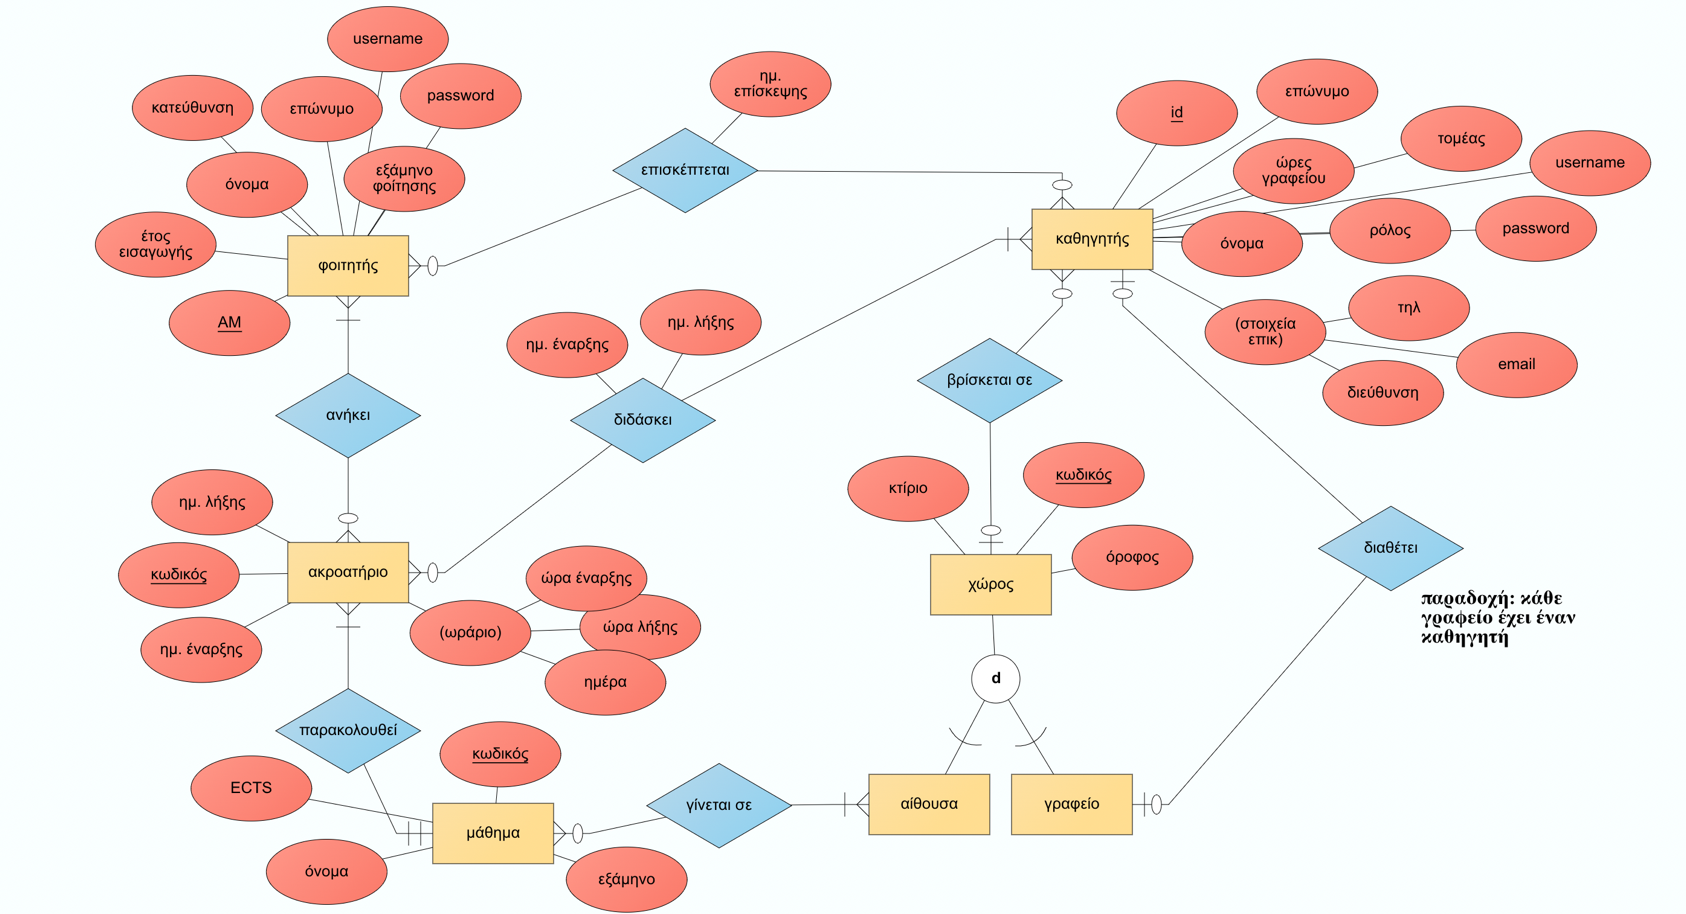 username
κατεύθυνση
επώνυμο
password
όνομα
εξάμηνο
φοίτησης
έτος
εισαγωγής
φοιτητής
ΑΜ
ημ.
επίσκεψης
επισκέπτεται
id
επώνυμο
ώρες
γραφείου
τομέας
username
καθηγητής
όνομα
ρόλος
password
(στοιχεία
επικ)
τηλ
email
διεύθυνση
ημ. έναρξης
ημ. λήξης
ανήκει
διδάσκει
βρίσκεται σε
κτίριο
κωδικός
όροφος
χώρος
διαθέτει
παραδοχή: κάθε
γραφείο έχει έναν
καθηγητή
ημ. λήξης
κωδικός
ακροατήριο
ημ. έναρξης
(ωράριο)
ώρα έναρξης
ώρα λήξης
ημέρα
d
παρακολουθεί
κωδικός
ECTS
μάθημα
όνομα
εξάμηνο
γίνεται σε
αίθουσα
γραφείο